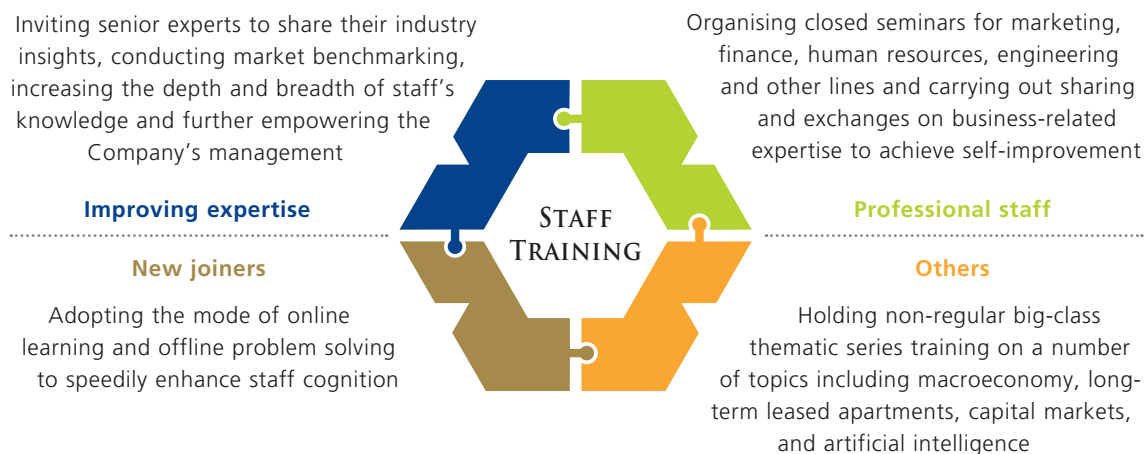 Inviting senior experts to share their industry
insights, conducting market benchmarking,
increasing the depth and breadth of staff's
knowledge and further empowering the
Company's management
Improving expertise
Organising closed seminars for marketing,
finance, human resources, engineering
and other lines and carrying out sharing
and exchanges on business-related
expertise to achieve self-improvement
Professional staff
STAFF
TRAINING
New joiners
Adopting the mode of online
learning and offline problem solving
to speedily enhance staff cognition
Others
Holding non-regular big-class
thematic series training on a number
of topics including macroeconomy, long-
term leased apartments, capital markets,
and artificial intelligence